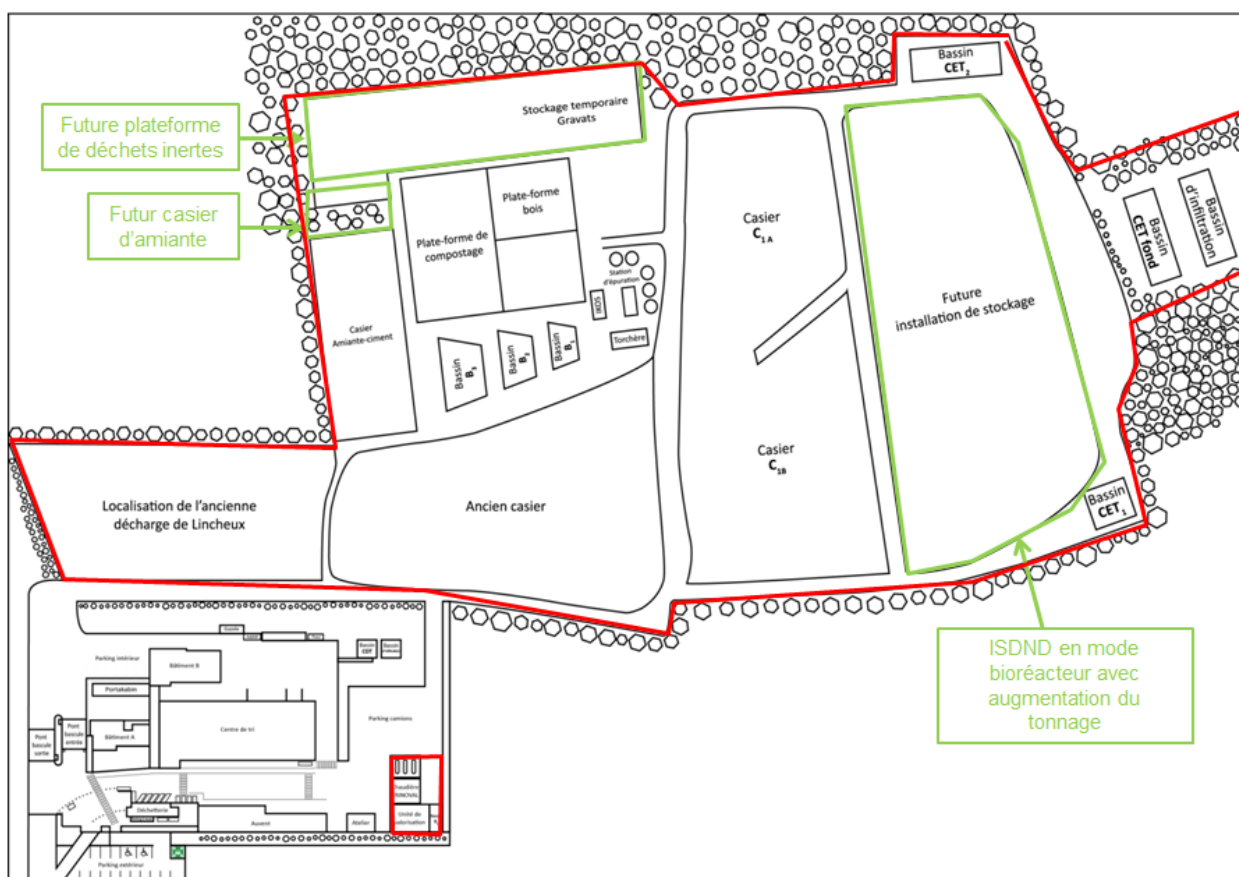 Bassin
CET2
Stockage temporaire
Gravats
Future plateforme
de déchets inertes
Futur casier
d'amiante
Plate-forme
bois
Plate-forme de
compostage
Casier
C1 A
Bassin
CET fond
Bassin
d'infiltration
Station
d'épuration
IKOS
Torchère
Future
installation de stockage
Casier
Amiante-ciment
Bassin
B3
Bassin
B2
Bassin
B1
Casier
C1B
Bassin
CET1
Localisation de l'ancienne
décharge de Lincheux
Ancien casier
ISDND en mode
bioréacteur avec
augmentation du
tonnage
Parking intérieur
Bâtiment B
Bassin
Portakabin
Parking camions
Pont
bascule
sortie
Pont
bascule
entrée
Bâtiment A
Centre de tri
Déchetterie
Auvent
Atelier
Unité de
Parking extérieur